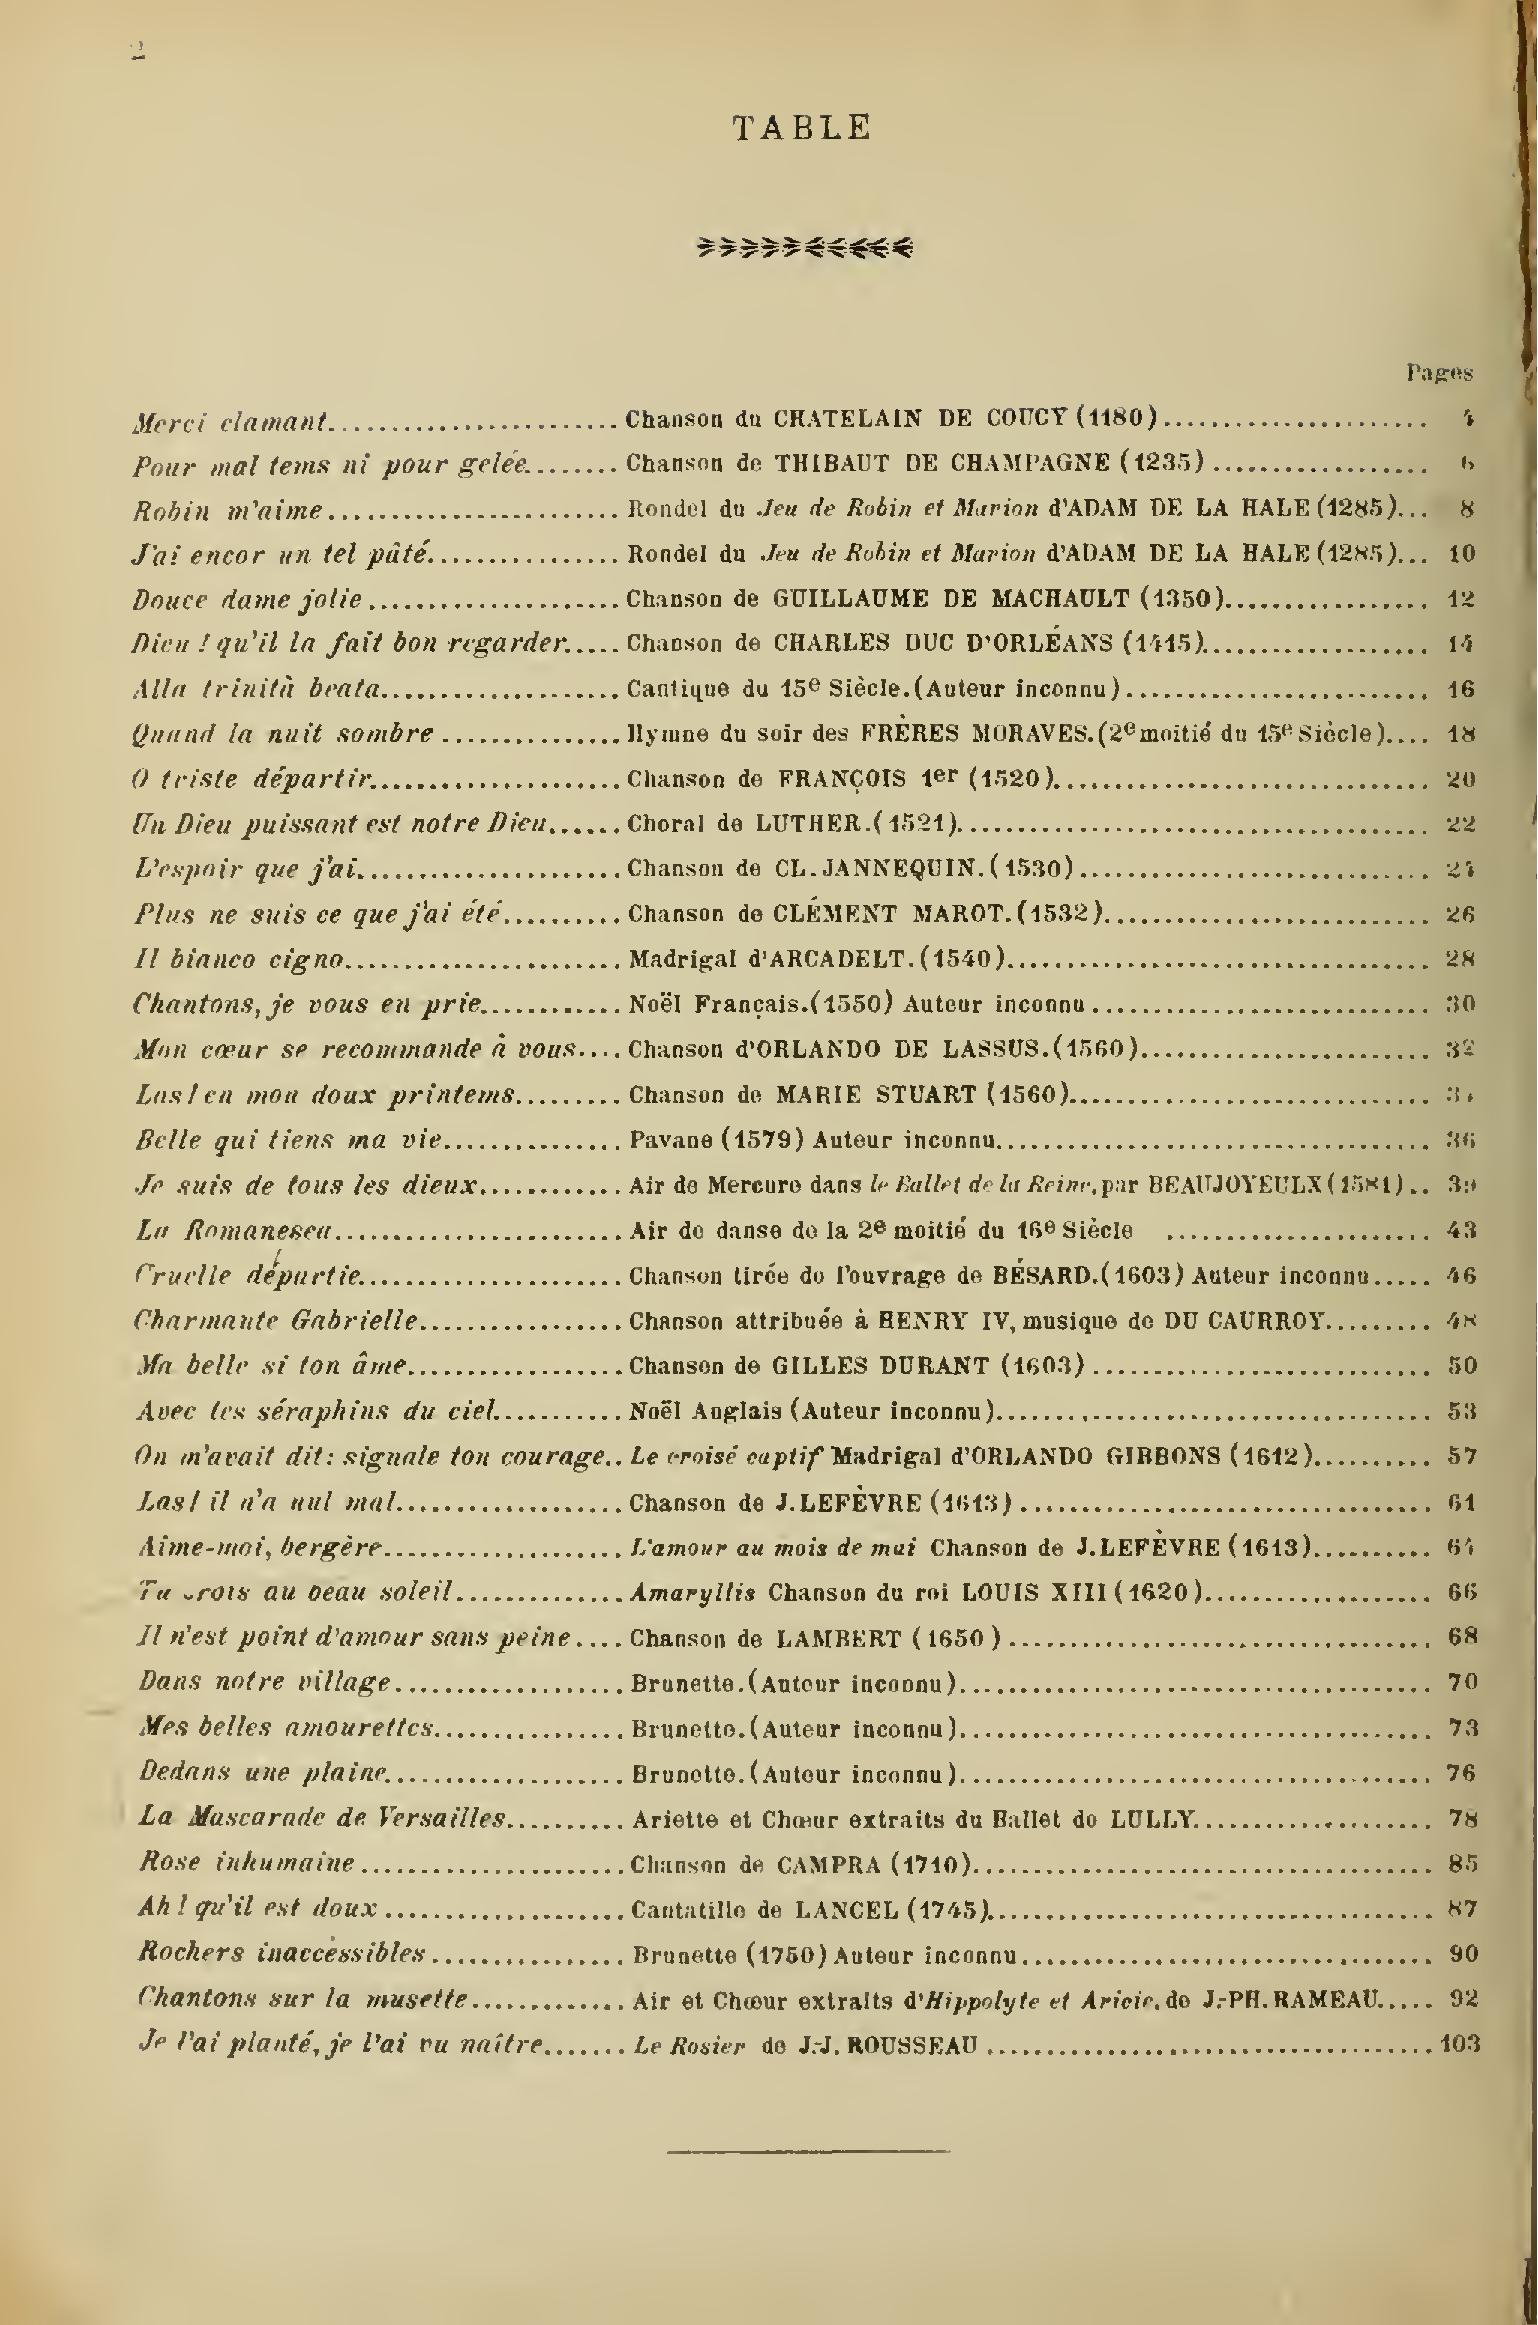 2
TABLE
Pages
Merci clamant........................Chanson du CHATELAIN DE COUCY (1180)........................ 4
Pour mal tems ni pour gelée........Chanson de THIBAUT DE CHAMPAGNE (1235)................... 6
Robin m'aime........................Rondel du Jeu de Robin et Marion d'ADAM DE LA HALE (1285)... 8
J'ai encor un tel pâté.................Rondel du Jeu de Robin et Marion d'ADAM DE LA HALE (1285)... 10
Douce dame jolie......................Chanson de GUILLAUME DE MACHAULT (1350)................. 12
Dieu ! qu'il la fait bon regarder.....Chanson de CHARLES DUC D'ORLÉANS (1415).................... 14
Alla trinità beata.....................Cantique du 15e Siècle. (Auteur inconnu).......................... 16
Quand la nuit sombre................Hymne du soir des FRÈRES MORAVES. (2e moitié du 15e Siècle).... 18
O triste départir......................Chanson de FRANÇOIS 1er (1520)................................ 20
Un Dieu puissant est notre Dieu......Choral de LUTHER. (1521)....................................... 22
L'espoir que j'ai.......................Chanson de CL. JANNEQUIN. (1530)............................... 24
Plus ne suis ce que j'ai été..........Chanson de CLÉMENT MAROT. (1532)............................ 26
Il bianco cigno........................Madrigal d'ARCADELT. (1540)..................................... 28
Chantons, je vous en prie............Noël Français. (1550) Auteur inconnu.............................. 30
Mon cœur se recommande à vous....Chanson d'ORLANDO DE LASSUS. (1560)......................... 32
Las ! en mon doux printems.........Chanson de MARIE STUART (1560)............................... 34
Belle qui tiens ma vie................Pavane (1579) Auteur inconnu...................................... 36
Je suis de tous les dieux............Air de Mercure dans le Ballet de la Reine, par BEAUJOYEULX (1581).. 39
La Romanesca.........................Air de danse de la 2e moitié du 16e Siècle ....................... 43
Cruelle départie.......................Chanson tirée de l'ouvrage de BÉSARD. (1603) Auteur inconnu..... 46
Charmante Gabrielle..................Chanson attribuée à HENRY IV, musique de DU CAURROY......... 48
Ma belle si ton âme...................Chanson de GILLES DURANT (1603).............................. 50
Avec les séraphins du ciel...........Noël Anglais (Auteur inconnu)...................................... 53
On m'avait dit: signale ton courage..Le croisé captif Madrigal d'ORLANDO GIBBONS (1612).......... 57
Las ! il n'a nul mal....................Chanson de J. LEFÈVRE (1613).................................... 61
Aime-moi, bergère.....................L'amour au mois de mai Chanson de J. LEFÈVRE (1613).......... 64
Tu crois au beau soleil...............Amaryllis Chanson du roi LOUIS XIII (1620).................... 66
Il n'est point d'amour sans peine....Chanson de LAMBERT (1650).................................... 68
Dans notre village....................Brunette. (Auteur inconnu)......................................... 70
Mes belles amourettes................Brunette. (Auteur inconnu)......................................... 73
Dedans une plaine.....................Brunette. (Auteur inconnu)......................................... 76
La Mascarade de Versailles..........Ariette et Chœur extraits du Ballet de LULLY..................... 78
Rose inhumaine.......................Chanson de CAMPRA (1710)....................................... 85
Ah ! qu'il est doux.....................Cantatille de LANCEL (1745)...................................... 87
Rochers inaccessibles.................Brunette (1750) Auteur inconnu.................................... 90
Chantons sur la musette.............Air et Chœur extraits d'Hippolyte et Aricie, de J.-PH. RAMEAU..... 92
Je l'ai planté, je l'ai vu naître.......Le Rosier de J.-J. ROUSSEAU...................................... 103